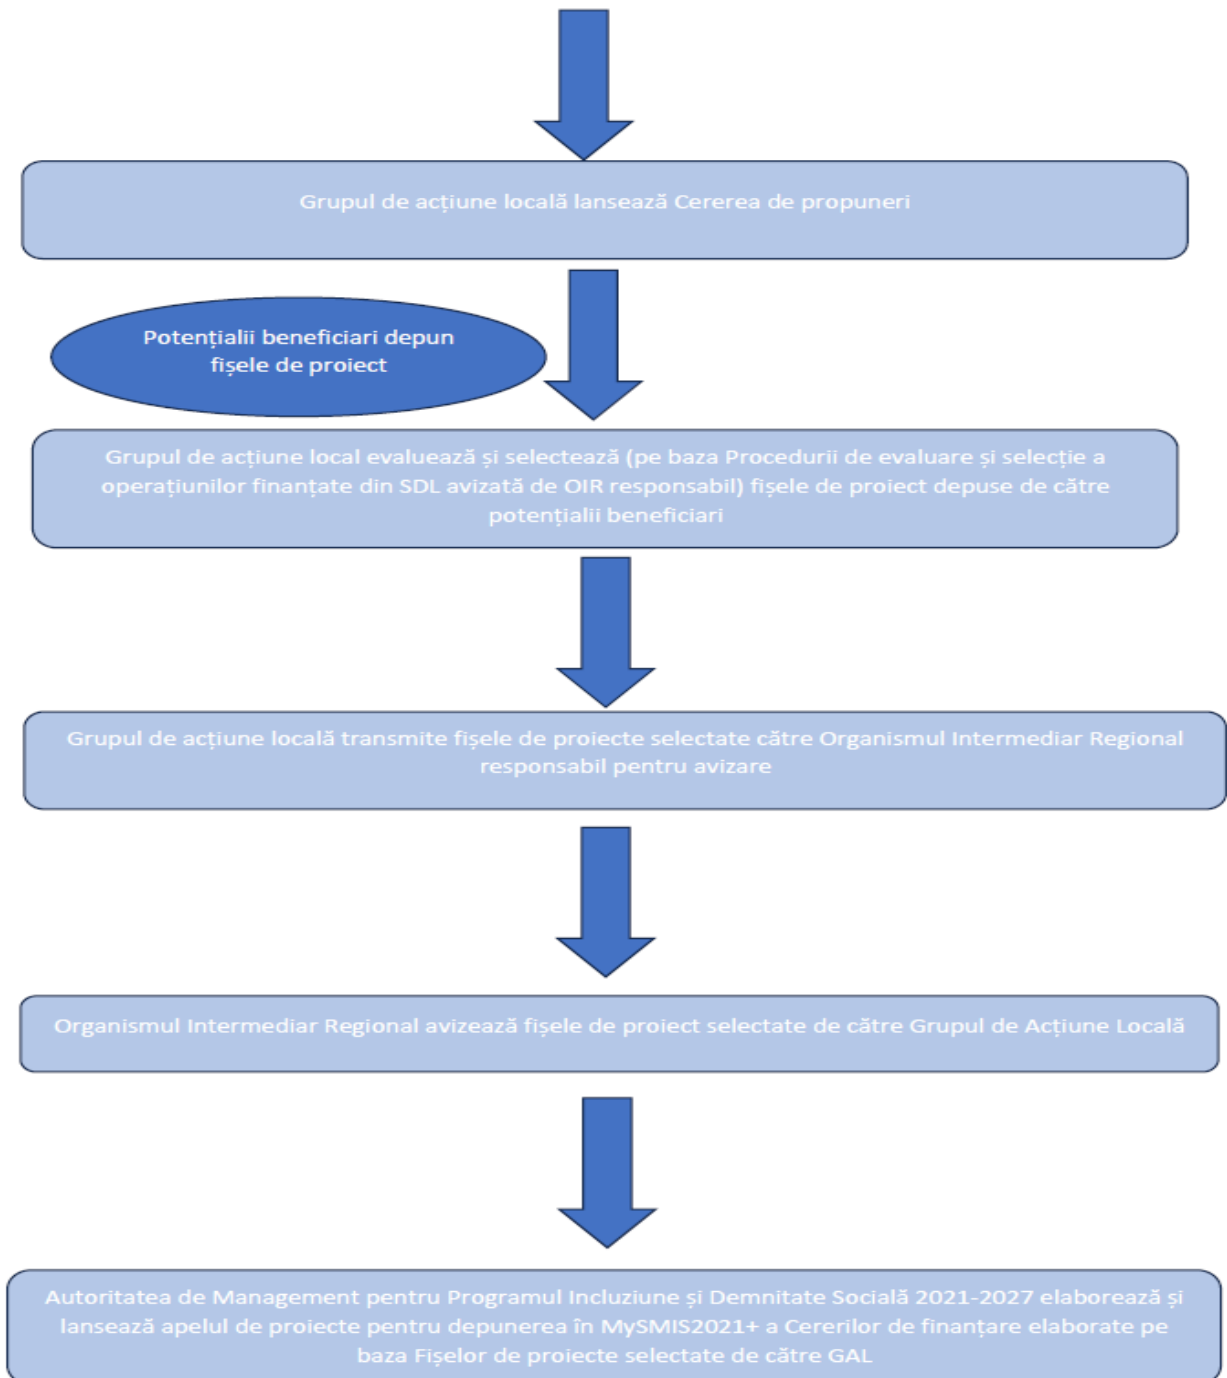 Grupul de acțiune locală lansează Cererea de propuneri
Potențialii beneficiari depun
fișele de proiect
Grupul de acțiune local evaluează și selectează (pe baza Procedurii de evaluare și selecție a
operațiunilor finanțate din SDL avizată de OIR responsabil) fișele de proiect depuse de către
potențialii beneficiari
Grupul de acțiune locală transmite fișele de proiecte selectate către Organismul Intermediar Regional
responsabil pentru avizare
Organismul Intermediar Regional avizează fișele de proiect selectate de către Grupul de Acțiune Locală
Autoritatea de Management pentru Programul Incluziune și Demnitate Socială 2021-2027 elaborează și
lansează apelul de proiecte pentru depunerea în MySMIS2021+ a Cererilor de finanțare elaborate pe
baza Fișelor de proiecte selectate de către GAL